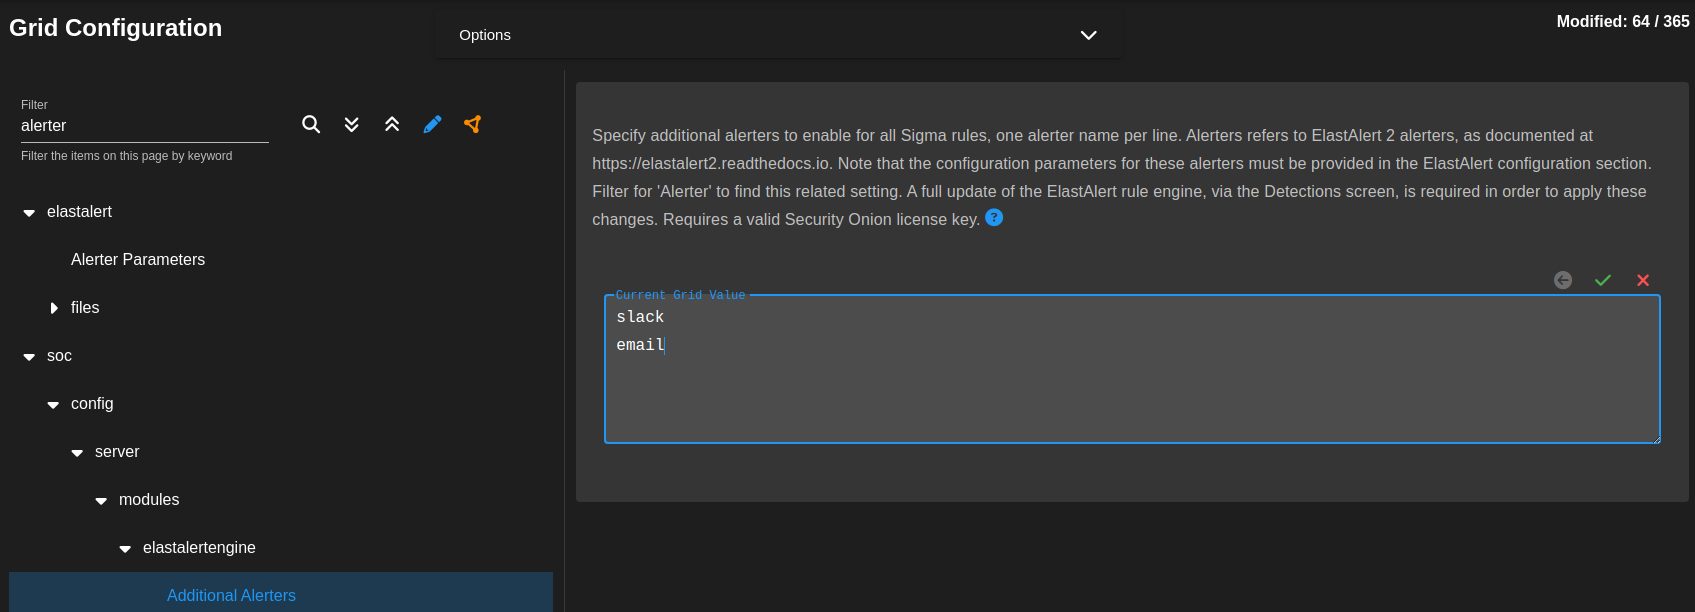 Grid Configuration
Options
Modified: 64 / 365
Filter
alerter
Filter the items on this page by keyword
elastalert
Alerter Parameters
files
soc
config
server
modules
elastalertengine
Additional Alerters
Specify additional alerters to enable for all Sigma rules, one alerter name per line. Alerters refers to ElastAlert 2 alerters, as documented at
https://elastalert2.readthedocs.io. Note that the configuration parameters for these alerters must be provided in the ElastAlert configuration section.
Filter for 'Alerter' to find this related setting. A full update of the ElastAlert rule engine, via the Detections screen, is required in order to apply these
changes. Requires a valid Security Onion license key. ?
Current Grid Value
slack
email